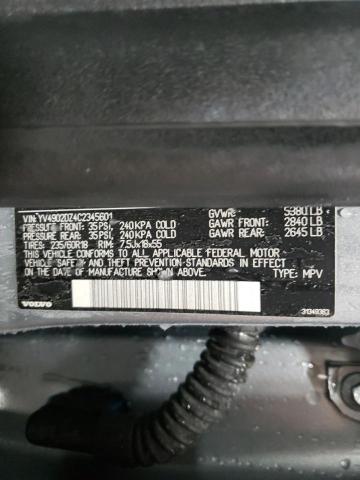 VIN: YV4902DZ4C2345601 GVWR: 5380 LB
PRESSURE FRONT: 35 PSI, 240 KPA COLD GAWR FRONT: 2840 LB
PRESSURE REAR: 35 PSI, 240 KPA COLD GAWR REAR: 2645 LB
TIRES: 235/60R18 RIM: 7.5Jx18x55
THIS VEHICLE CONFORMS TO ALL APPLICABLE FEDERAL MOTOR
VEHICLE SAFETY AND THEFT PREVENTION STANDARDS IN EFFECT
ON DATE OF MANUFACTURE SHOWN ABOVE.
TYPE: MPV
VOLVO 31349363